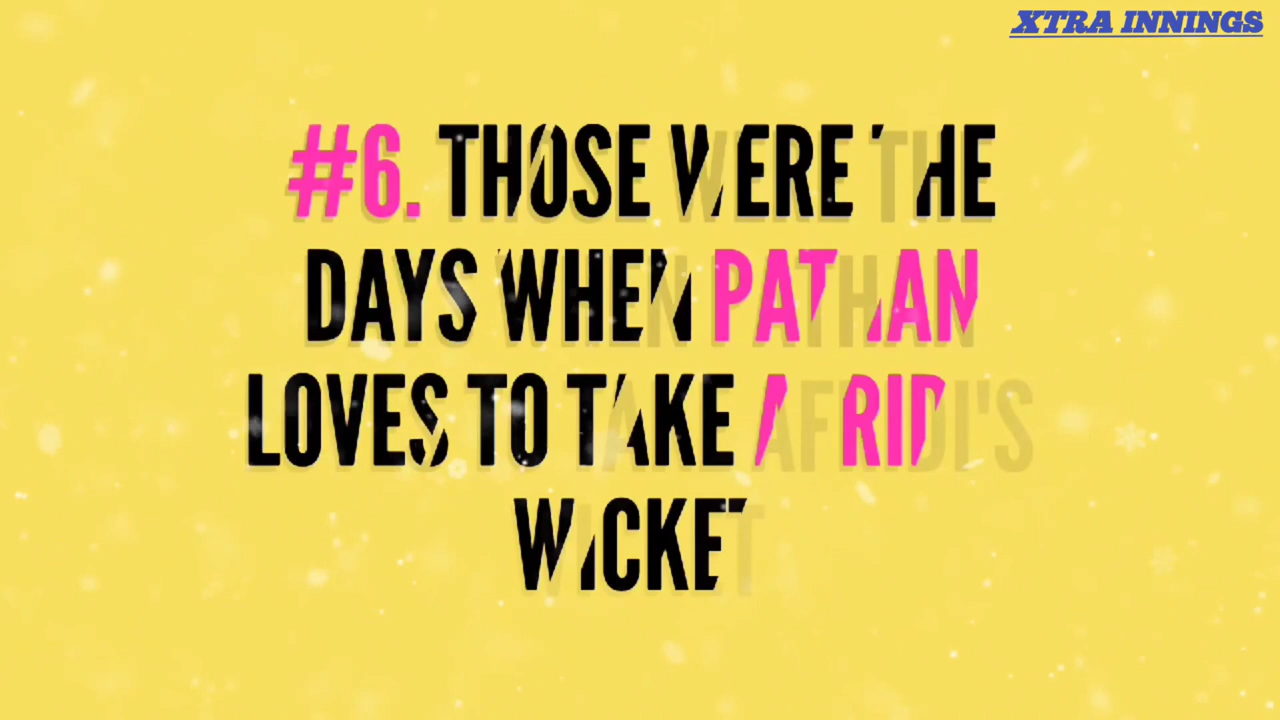 XTRA INNINGS
#6. THOSE WERE THE
DAYS WHEN PATHAN
LOVES TO TAKE AFRIDI'S
WICKET